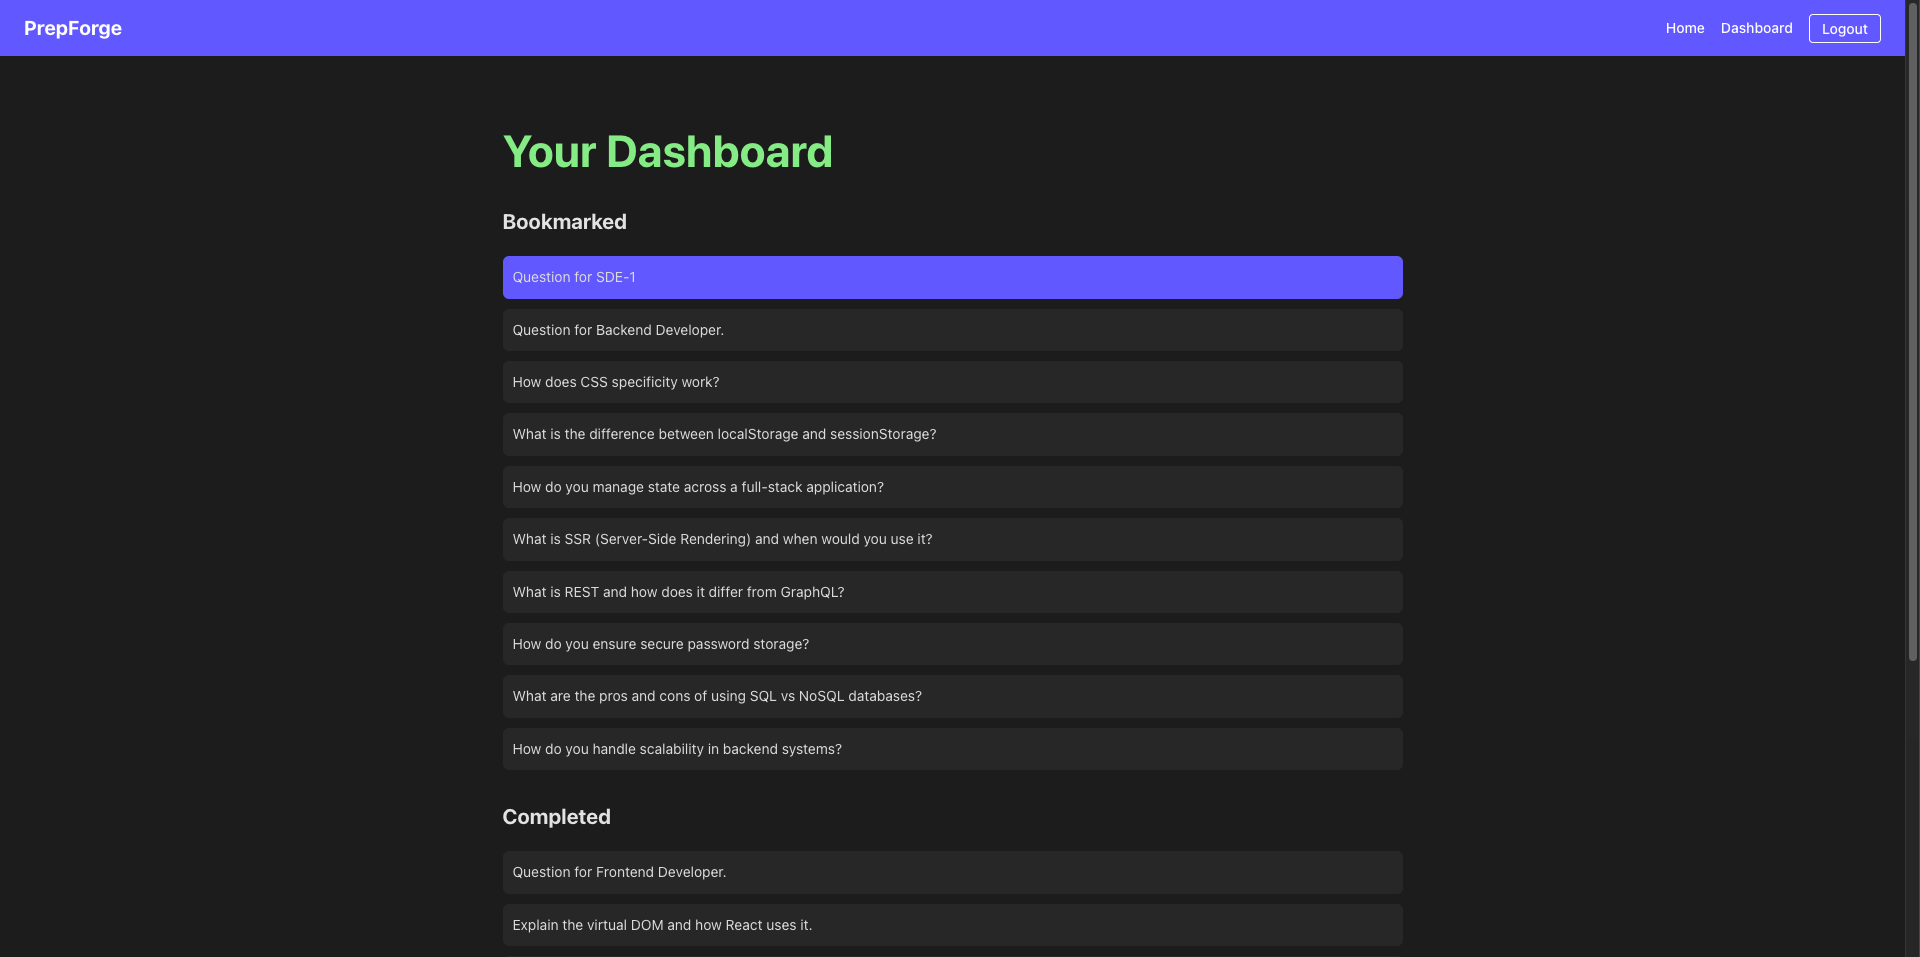 PrepForge
Home Dashboard Logout
Your Dashboard
Bookmarked
Question for SDE-1
Question for Backend Developer.
How does CSS specificity work?
What is the difference between localStorage and sessionStorage?
How do you manage state across a full-stack application?
What is SSR (Server-Side Rendering) and when would you use it?
What is REST and how does it differ from GraphQL?
How do you ensure secure password storage?
What are the pros and cons of using SQL vs NoSQL databases?
How do you handle scalability in backend systems?
Completed
Question for Frontend Developer.
Explain the virtual DOM and how React uses it.